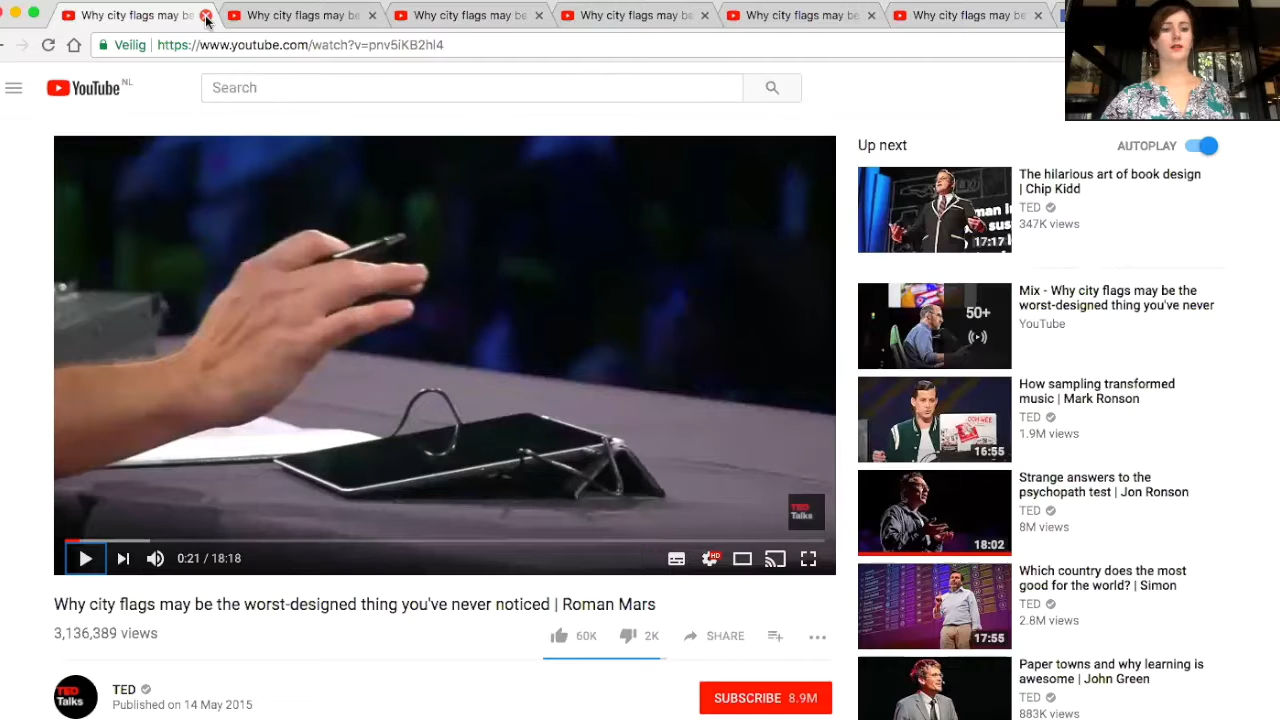 Why city flags may be
Why city flags may be
Why city flags may be
Why city flags may be
Why city flags may be
Why city flags may be
Veilig
https://www.youtube.com/watch?v=pnv5iKB2hl4
YouTube NL
Search
Up next
AUTOPLAY
The hilarious art of book design
| Chip Kidd
TED
347K views
17:17
Mix - Why city flags may be the
worst-designed thing you've never
YouTube
50+
How sampling transformed
music | Mark Ronson
TED
1.9M views
16:55
Strange answers to the
psychopath test | Jon Ronson
TED
8M views
18:02
Which country does the most
good for the world? | Simon
TED
2.8M views
17:55
Paper towns and why learning is
awesome | John Green
TED
883K views
TED
Talks
0:21 / 18:18
HD
Why city flags may be the worst-designed thing you've never noticed | Roman Mars
3,136,389 views
60K
2K
SHARE
TED
Talks
TED
Published on 14 May 2015
SUBSCRIBE 8.9M